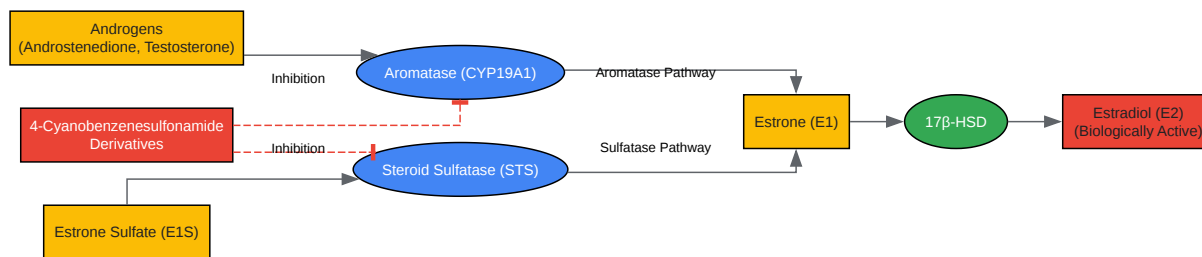 Androgens
(Androstenedione, Testosterone)
Inhibition
Aromatase (CYP19A1)
Aromatase Pathway
4-Cyanobenzenesulfonamide
Derivatives
Inhibition
Steroid Sulfatase (STS)
Sulfatase Pathway
Estrone Sulfate (E1S)
Estrone (E1)
17β-HSD
Estradiol (E2)
(Biologically Active)